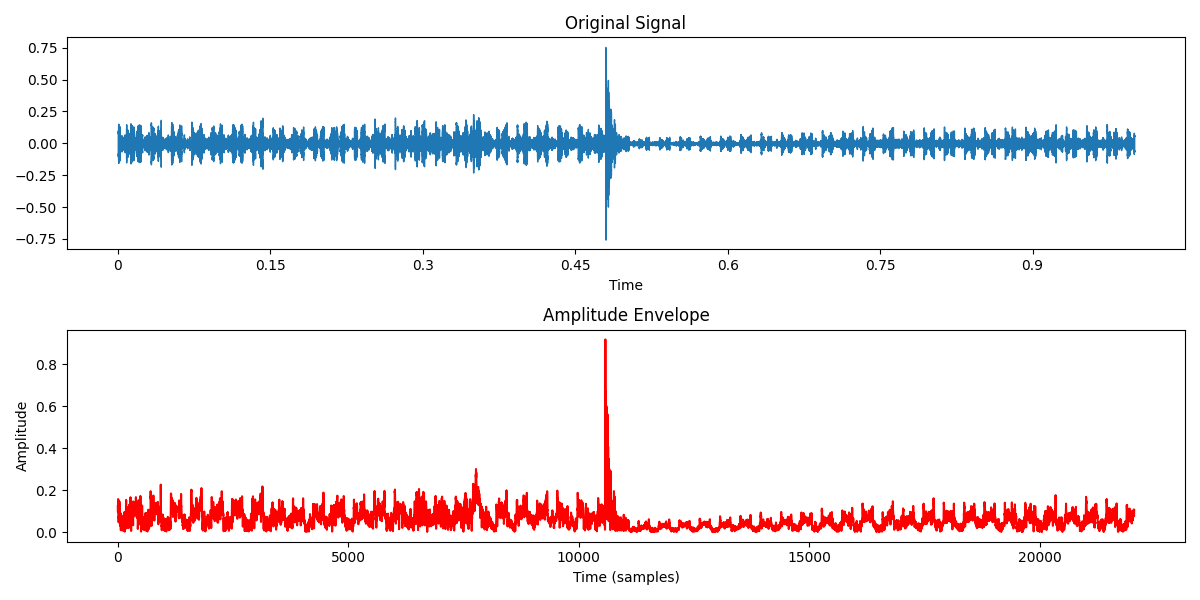 Original Signal
0.75
0.50
0.25
0.00
−0.25
−0.50
−0.75
0 0.15 0.3 0.45 0.6 0.75 0.9
Time
Amplitude Envelope
Amplitude
0.8
0.6
0.4
0.2
0.0
0 5000 10000 15000 20000
Time (samples)